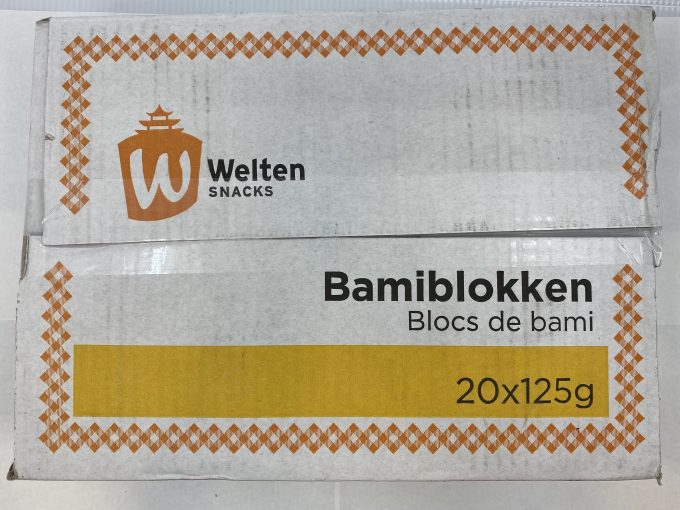 W
Welten
SNACKS
Bamiblokken
Blocs de bami
20x125g